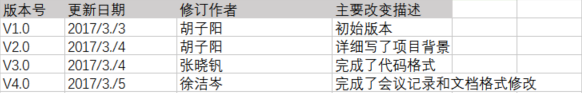 版本号 更新日期 修订作者 主要改变描述
V1.0 2017/3./3 胡子阳 初始版本
V2.0 2017/3./4 胡子阳 详细写了项目背景
V3.0 2017/3./4 张晓钒 完成了代码格式
V4.0 2017/3./5 徐洁岑 完成了会议记录和文档格式修改